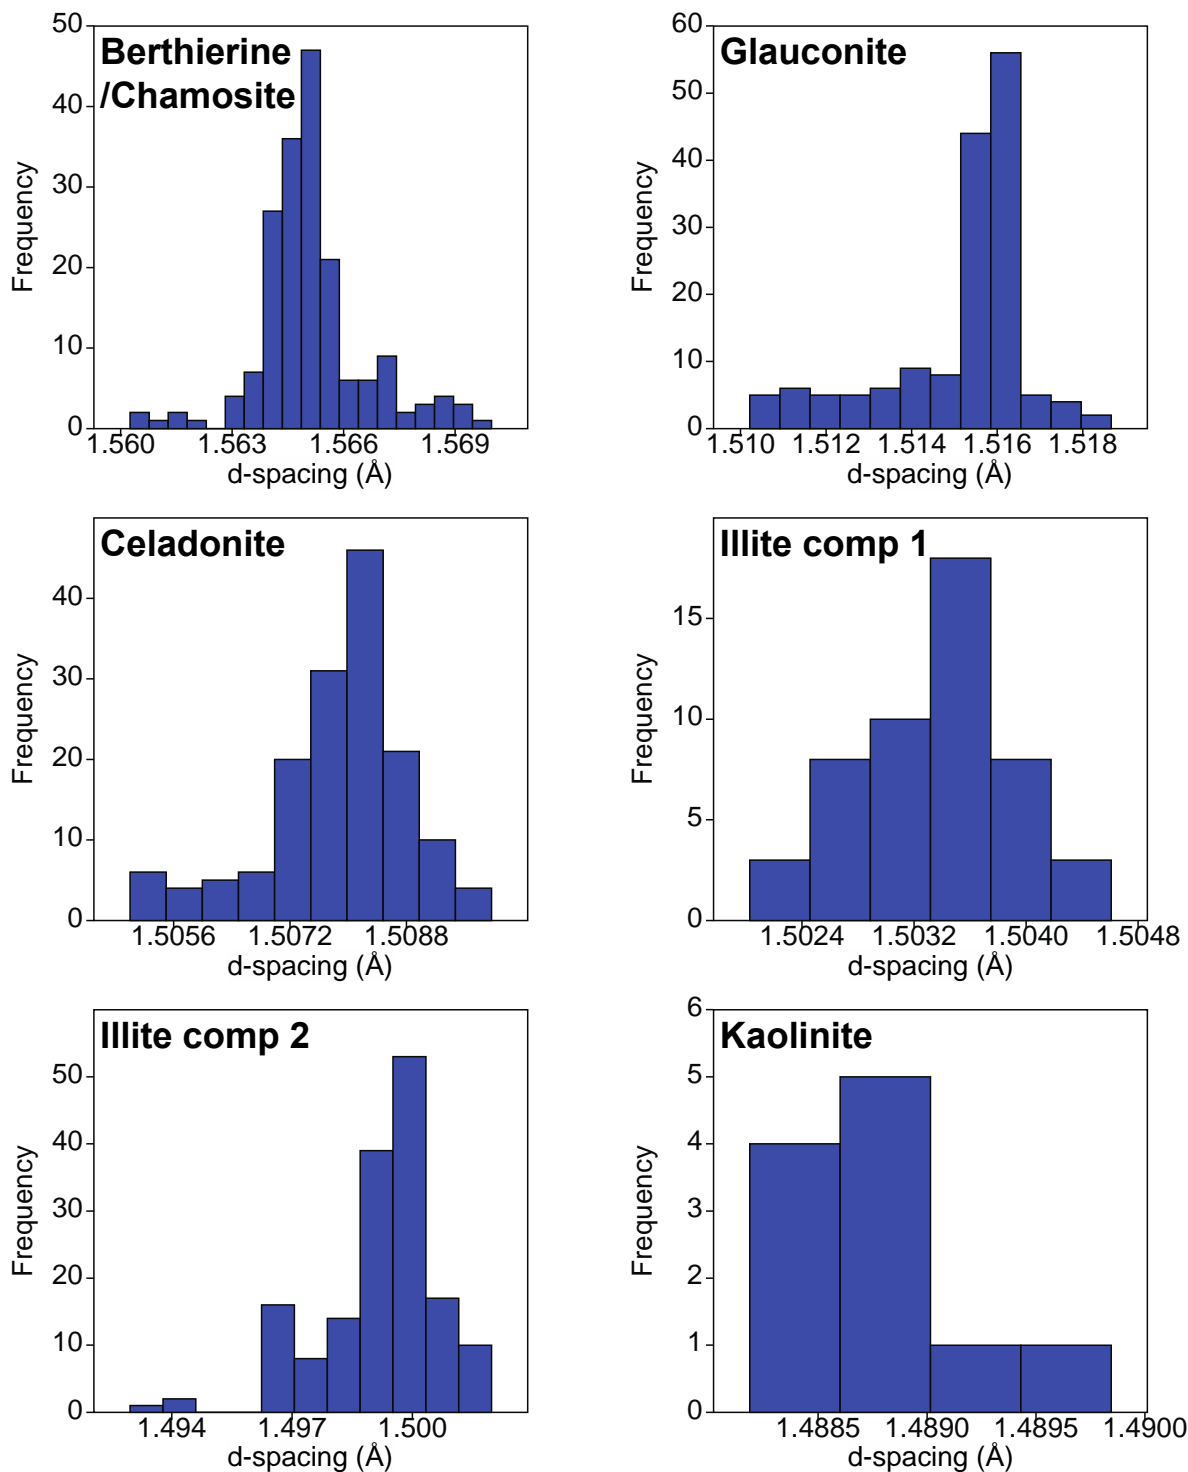 Berthierine
/Chamosite
Frequency
50
40
30
20
10
0
1.560 1.563 1.566 1.569
d-spacing (Å)
Glauconite
Frequency
60
50
40
30
20
10
0
1.510 1.512 1.514 1.516 1.518
d-spacing (Å)
Celadonite
Frequency
40
30
20
10
0
1.5056 1.5072 1.5088
d-spacing (Å)
Illite comp 1
Frequency
15
10
5
0
1.5024 1.5032 1.5040 1.5048
d-spacing (Å)
Illite comp 2
Frequency
50
40
30
20
10
0
1.494 1.497 1.500
d-spacing (Å)
Kaolinite
Frequency
6
5
4
3
2
1
0
1.4885 1.4890 1.4895 1.4900
d-spacing (Å)